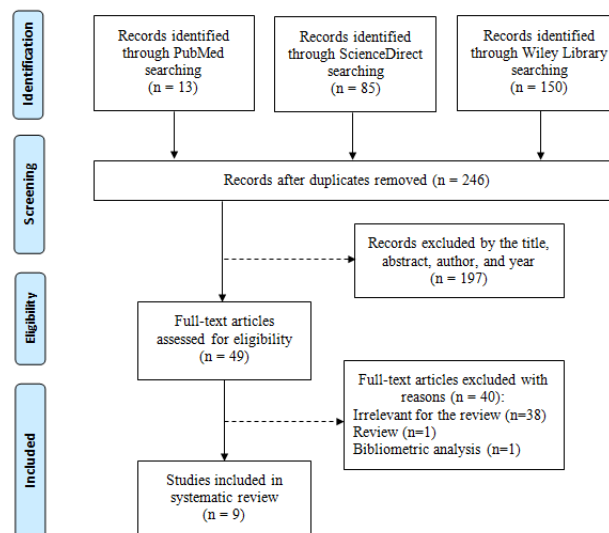 Identification
Records identified
through PubMed
searching
(n = 13)
Records identified
through ScienceDirect
searching
(n = 85)
Records identified
through Wiley Library
searching
(n = 150)
Screening
Records after duplicates removed (n = 246)
Records excluded by the title,
abstract, author, and year
(n = 197)
Eligibility
Full-text articles
assessed for eligibility
(n = 49)
Full-text articles excluded with
reasons (n = 40):
Irrelevant for the review (n=38)
Review (n=1)
Bibliometric analysis (n=1)
Included
Studies included in
systematic review
(n = 9)